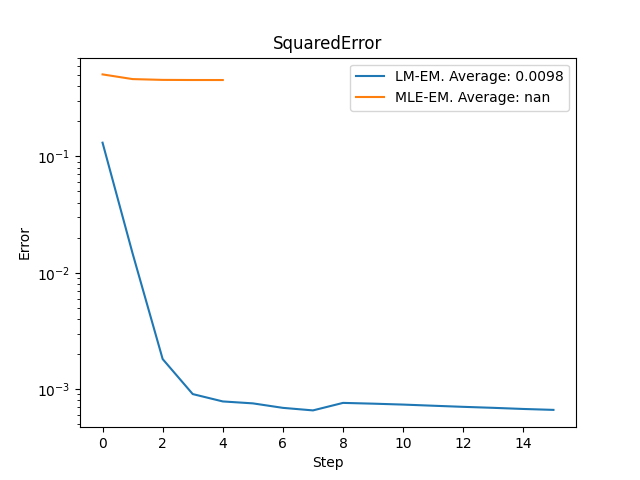 SquaredError
LM-EM. Average: 0.0098
MLE-EM. Average: nan
Error
10⁻¹
10⁻²
10⁻³
0 2 4 6 8 10 12 14
Step